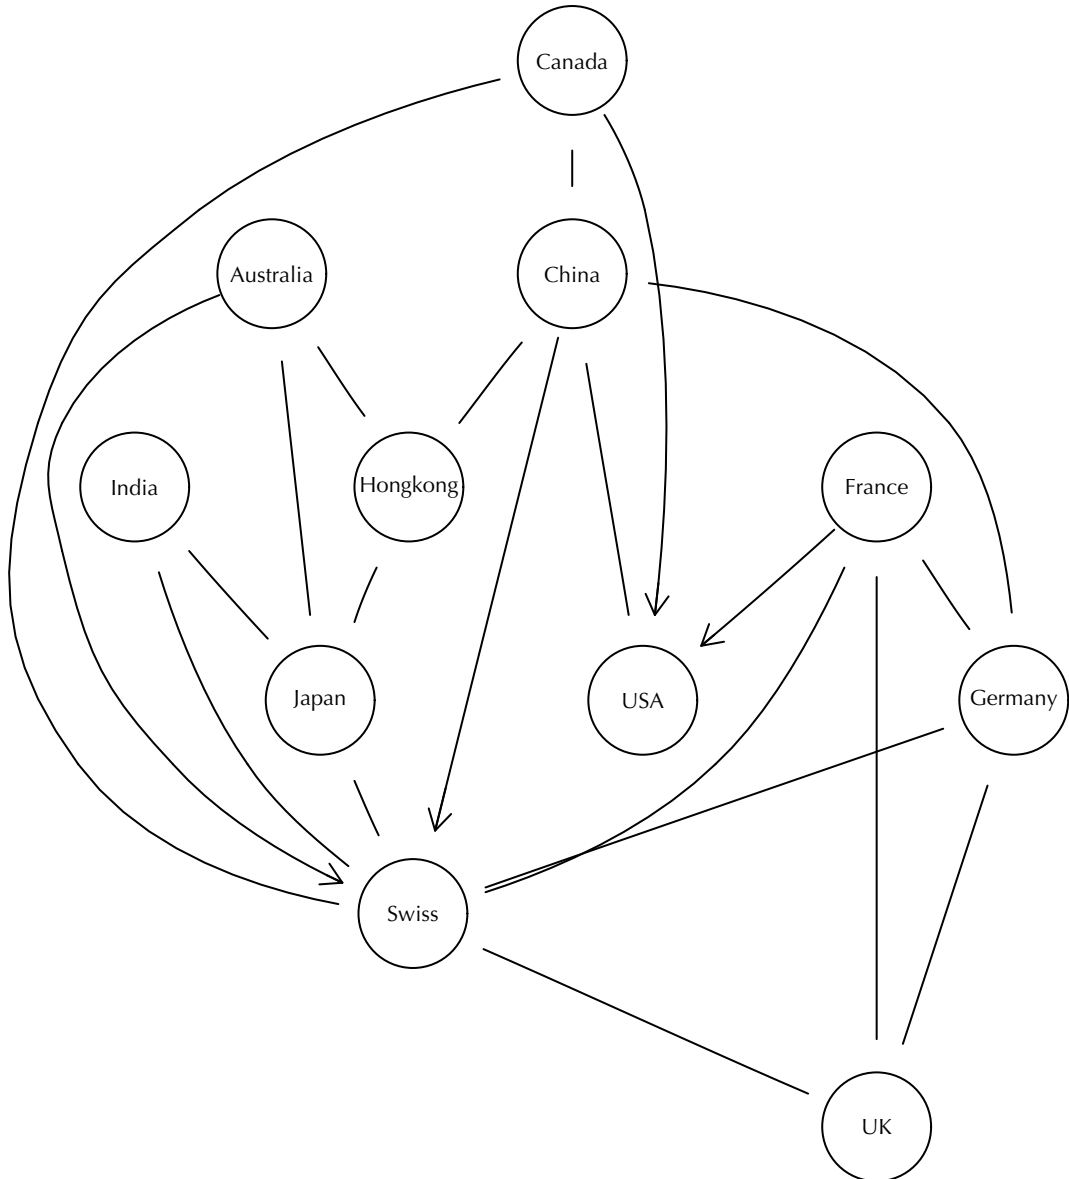 Canada
Australia
China
India
Hongkong
France
Japan
USA
Germany
Swiss
UK